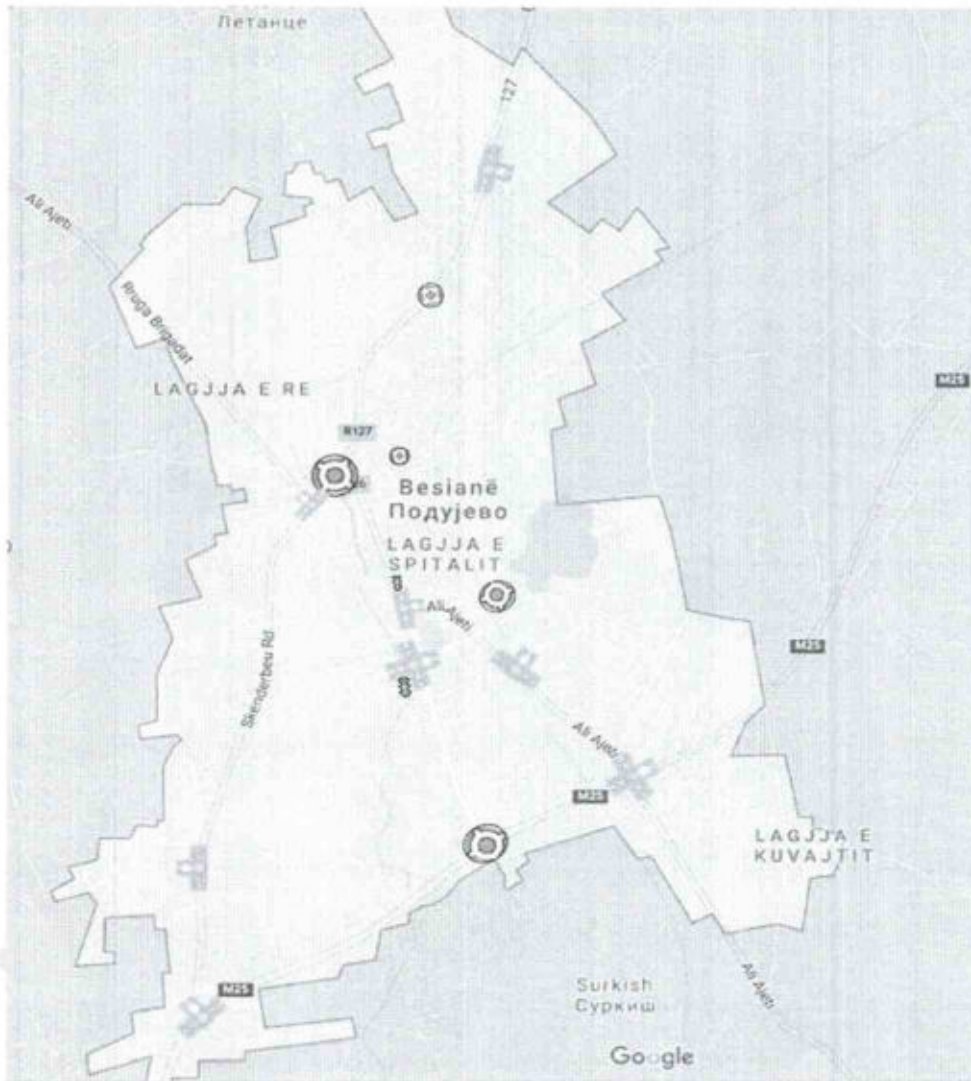 Летанце
127
Ali Ajeti
Rruga Brigadat
LAGJJA E RE
M25
R127
Besianë
Подујево
LAGJJA E
SPITALIT
Ali Ajeti
Skenderbeu Rd
M25
Ali Ajeti
M25
LAGJJA E
KUVAJTIT
M25
Surkish
Суркиш
Ali Ajeti
Google